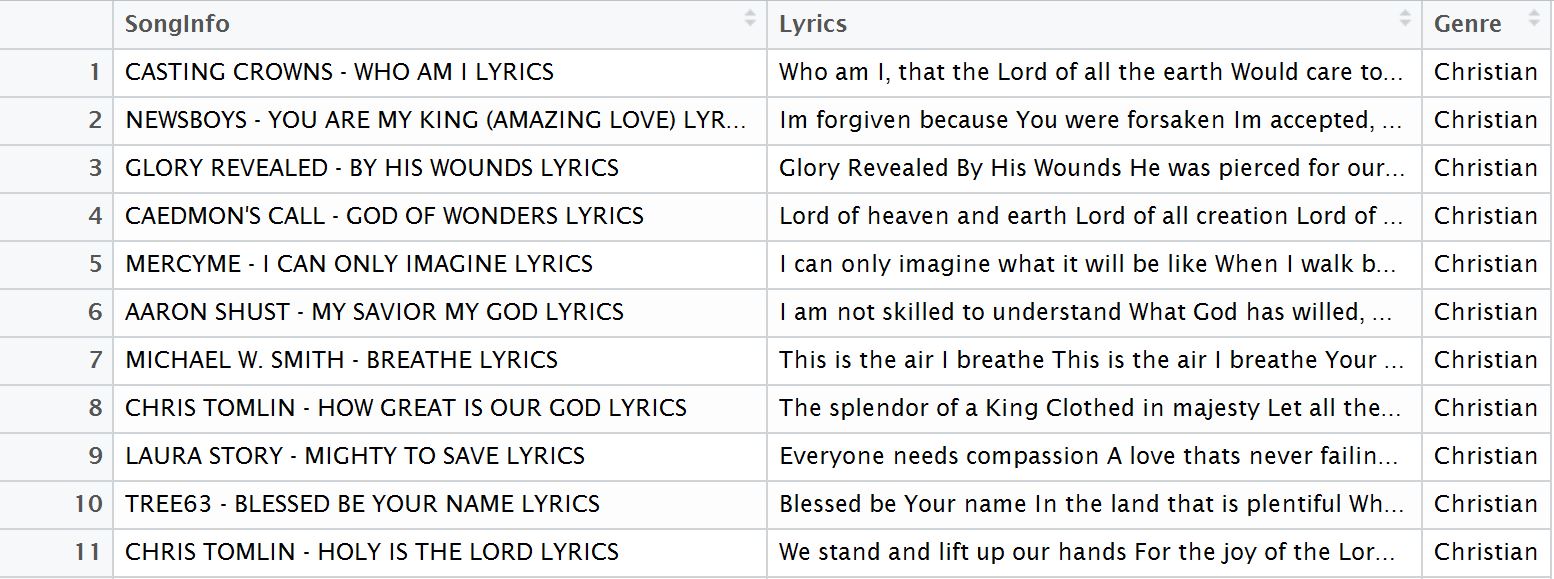 SongInfo Lyrics Genre
1 CASTING CROWNS - WHO AM I LYRICS Who am I, that the Lord of all the earth Would care to... Christian
2 NEWSBOYS - YOU ARE MY KING (AMAZING LOVE) LYR... Im forgiven because You were forsaken Im accepted, ... Christian
3 GLORY REVEALED - BY HIS WOUNDS LYRICS Glory Revealed By His Wounds He was pierced for our... Christian
4 CAEDMON'S CALL - GOD OF WONDERS LYRICS Lord of heaven and earth Lord of all creation Lord of ... Christian
5 MERCYME - I CAN ONLY IMAGINE LYRICS I can only imagine what it will be like When I walk b... Christian
6 AARON SHUST - MY SAVIOR MY GOD LYRICS I am not skilled to understand What God has willed, ... Christian
7 MICHAEL W. SMITH - BREATHE LYRICS This is the air I breathe This is the air I breathe Your ... Christian
8 CHRIS TOMLIN - HOW GREAT IS OUR GOD LYRICS The splendor of a King Clothed in majesty Let all the... Christian
9 LAURA STORY - MIGHTY TO SAVE LYRICS Everyone needs compassion A love thats never failin... Christian
10 TREE63 - BLESSED BE YOUR NAME LYRICS Blessed be Your name In the land that is plentiful Wh... Christian
11 CHRIS TOMLIN - HOLY IS THE LORD LYRICS We stand and lift up our hands For the joy of the Lor... Christian